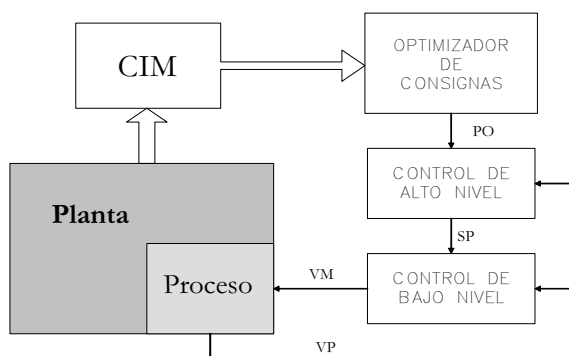 CIM
OPTIMIZADOR
DE
CONSIGNAS
PO
CONTROL DE
ALTO NIVEL
Planta
SP
Proceso
VM
CONTROL DE
BAJO NIVEL
VP